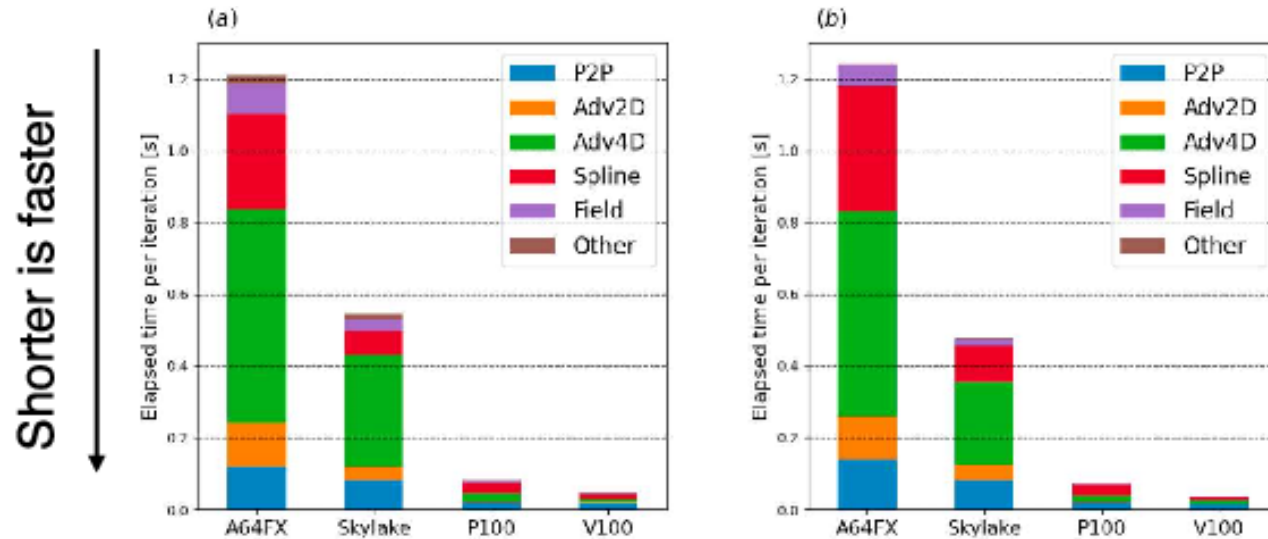 Shorter is faster
(a)
Elapsed time per iteration [s]
1.2
1.0
0.8
0.6
0.4
0.2
0.0
P2P
Adv2D
Adv4D
Spline
Field
Other
A64FX
Skylake
P100
V100
(b)
Elapsed time per iteration [s]
1.2
1.0
0.8
0.6
0.4
0.2
0.0
P2P
Adv2D
Adv4D
Spline
Field
Other
A64FX
Skylake
P100
V100